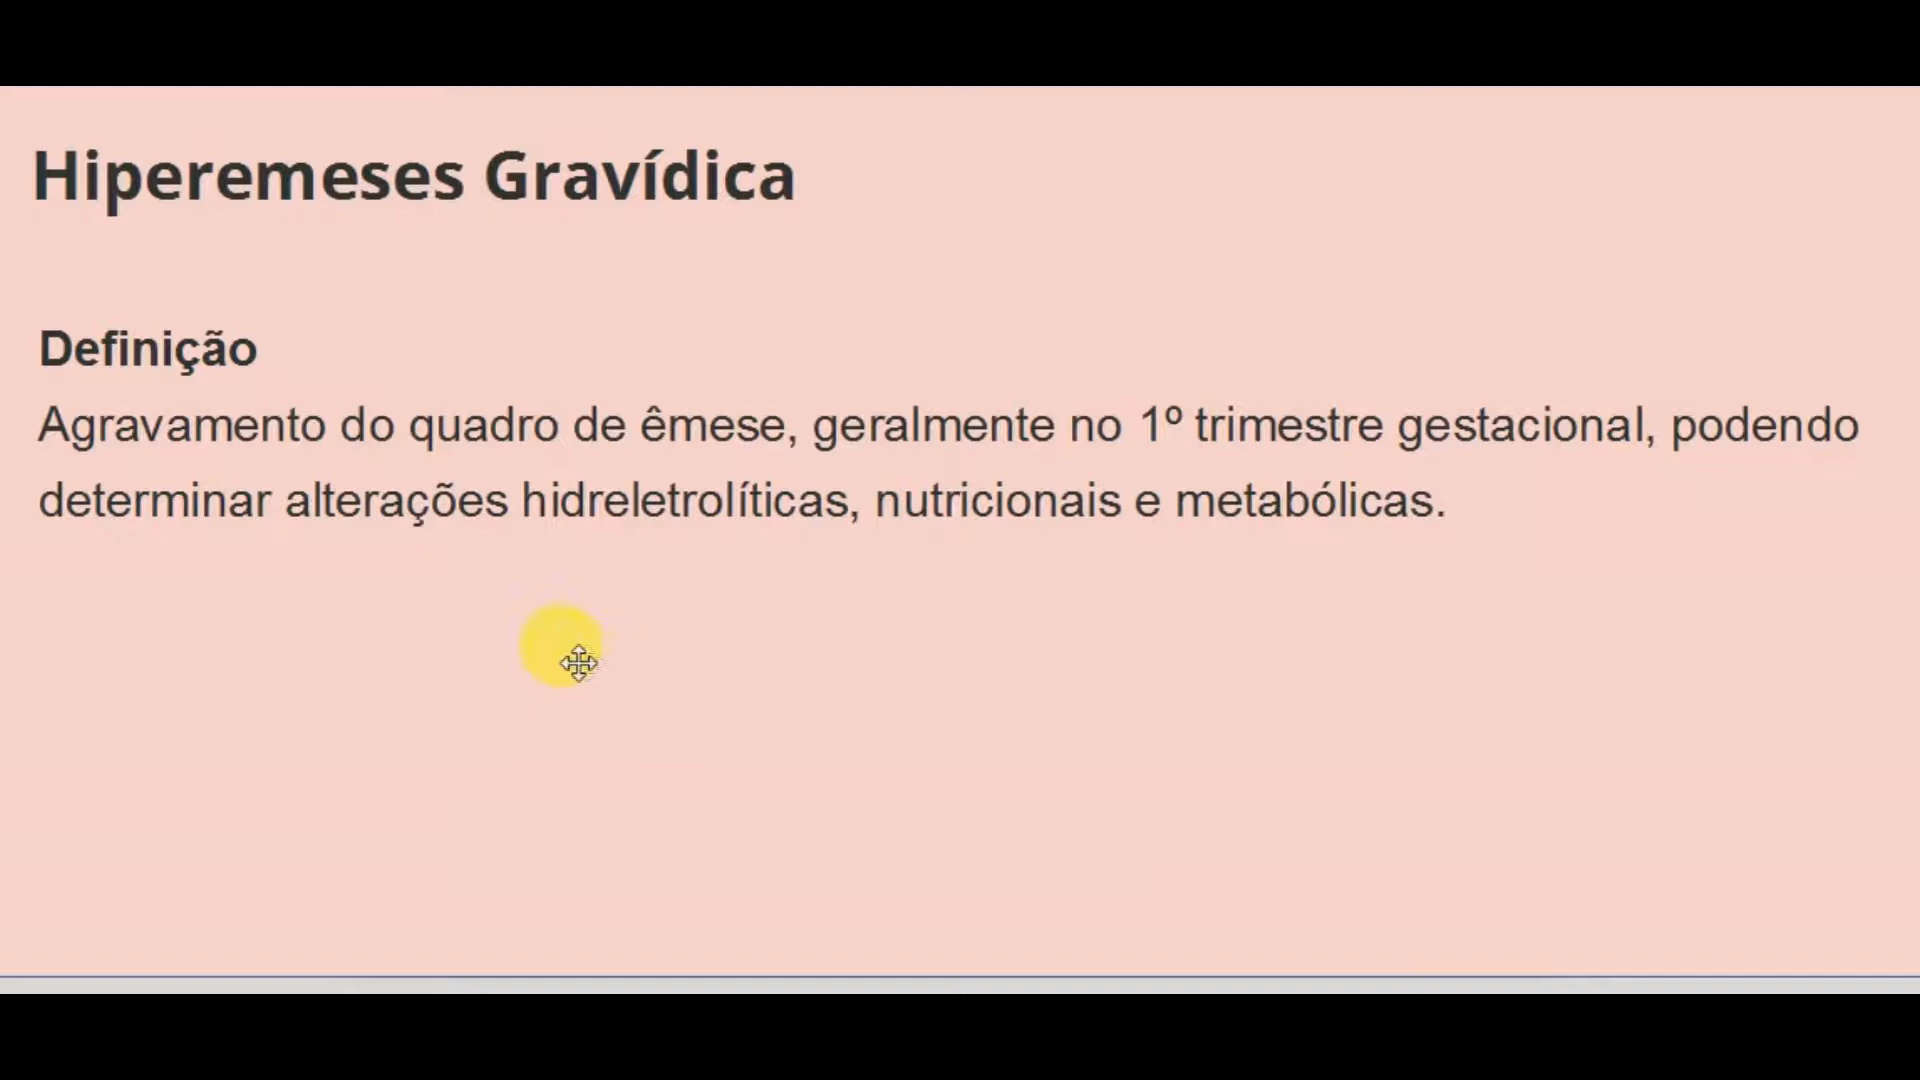 Hiperemeses Gravídica
Definição
Agravamento do quadro de êmese, geralmente no 1º trimestre gestacional, podendo
determinar alterações hidreletrolíticas, nutricionais e metabólicas.